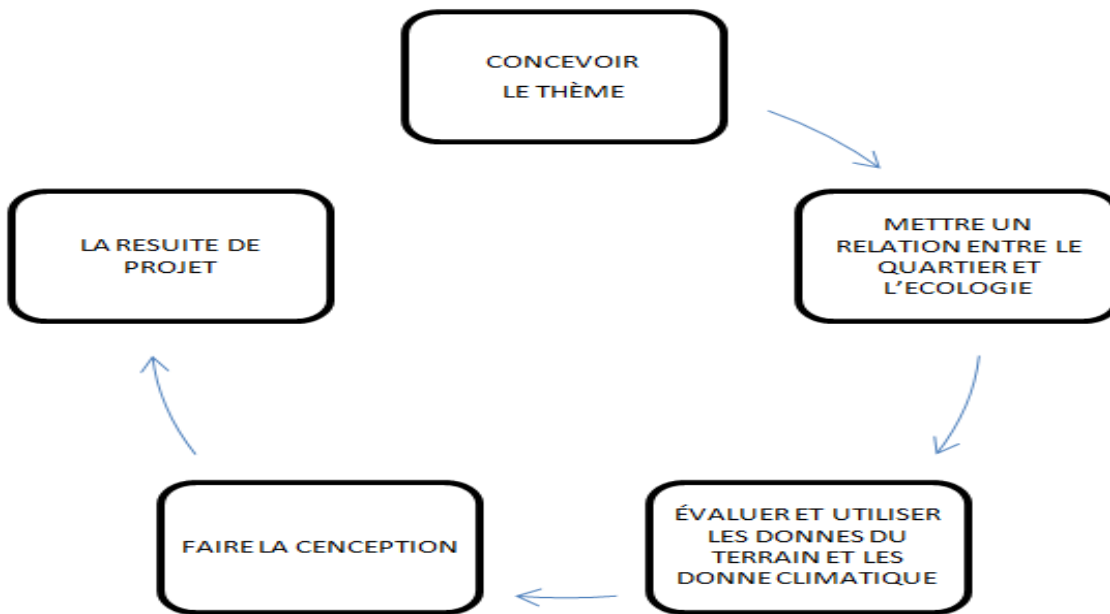 CONCEVOIR
LE THÈME
METTRE UN
RELATION ENTRE LE
QUARTIER ET
L’ECOLOGIE
ÉVALUER ET UTILISER
LES DONNES DU
TERRAIN ET LES
DONNE CLIMATIQUE
FAIRE LA CENCEPTION
LA RESUITE DE
PROJET